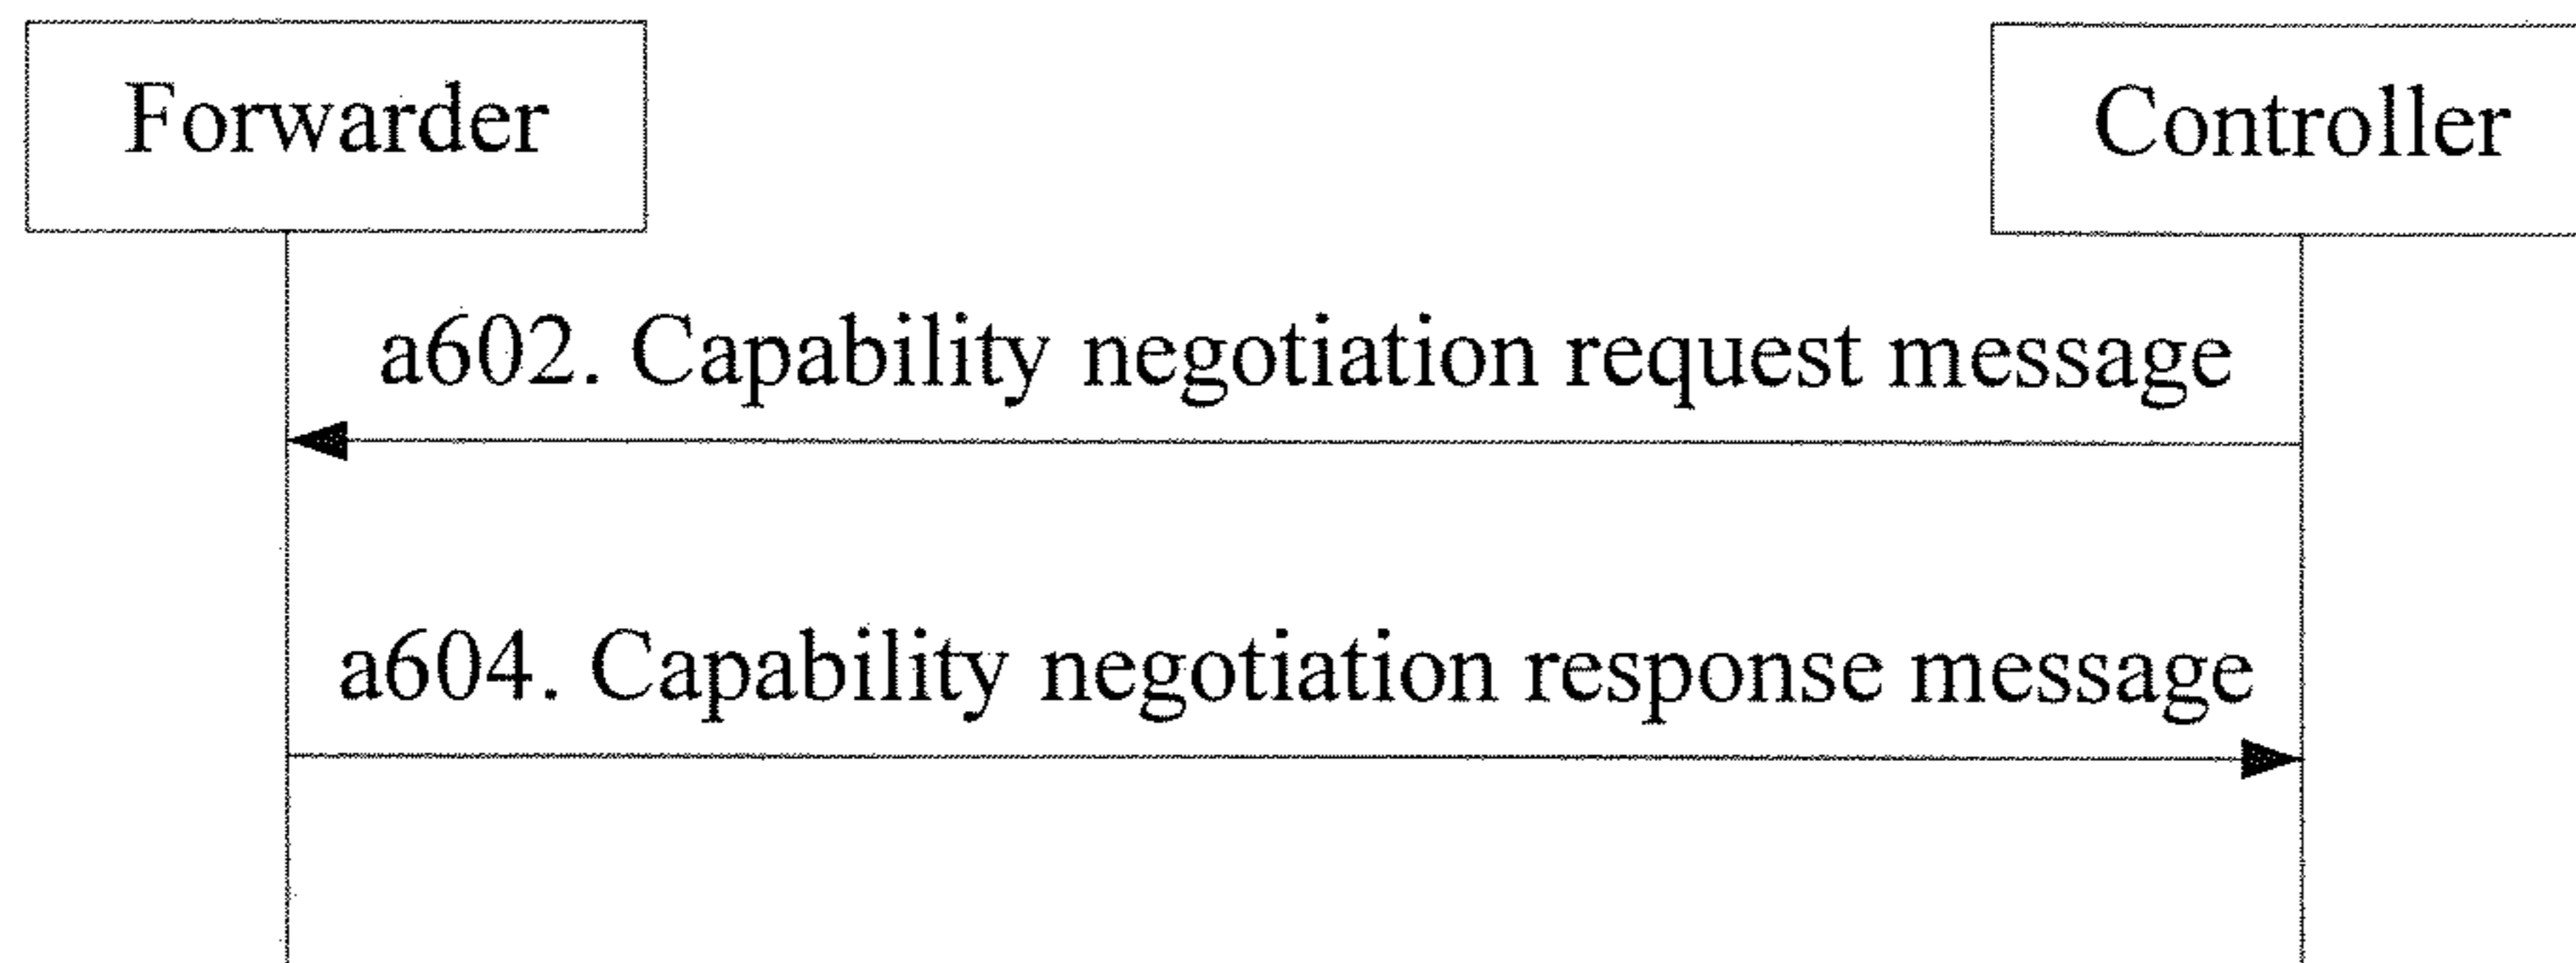 Forwarder
Controller
a602. Capability negotiation request message
a604. Capability negotiation response message